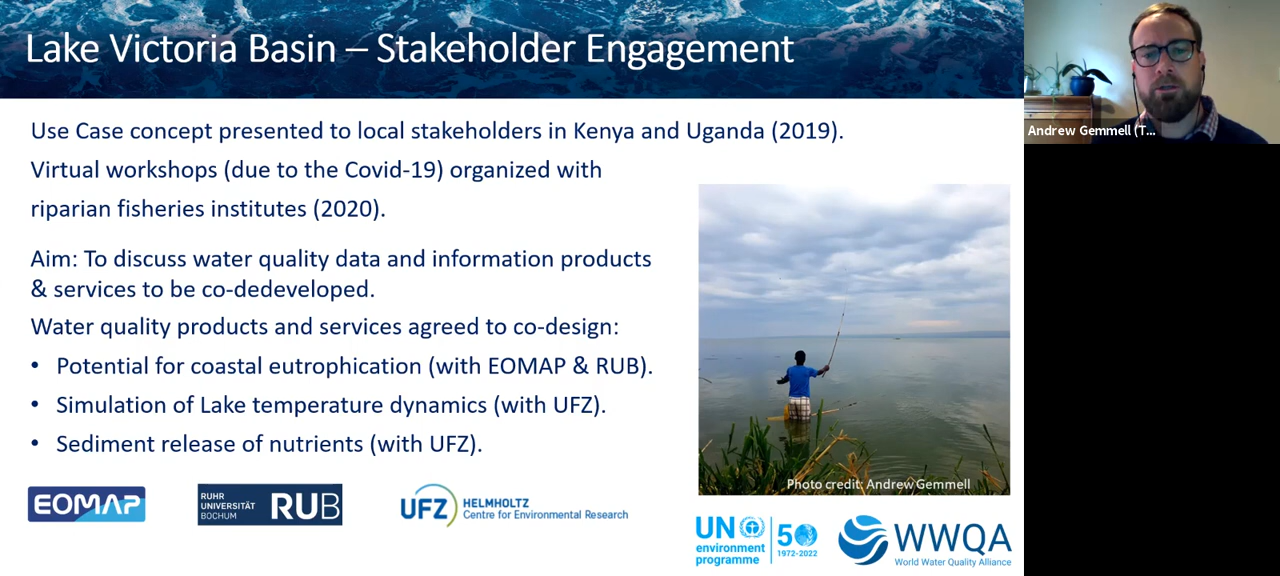 Lake Victoria Basin – Stakeholder Engagement
Andrew Gemmell (T...
Use Case concept presented to local stakeholders in Kenya and Uganda (2019).
Virtual workshops (due to the Covid-19) organized with
riparian fisheries institutes (2020).
Aim: To discuss water quality data and information products
& services to be co-dedeveloped.
Water quality products and services agreed to co-design:
• Potential for coastal eutrophication (with EOMAP & RUB).
• Simulation of Lake temperature dynamics (with UFZ).
• Sediment release of nutrients (with UFZ).
Photo credit: Andrew Gemmell
EOMAP
RUHR
UNIVERSITÄT
BOCHUM
RUB
UFZ
HELMHOLTZ
Centre for Environmental Research
UN
environment
programme
50
1972-2022
WWQA
World Water Quality Alliance